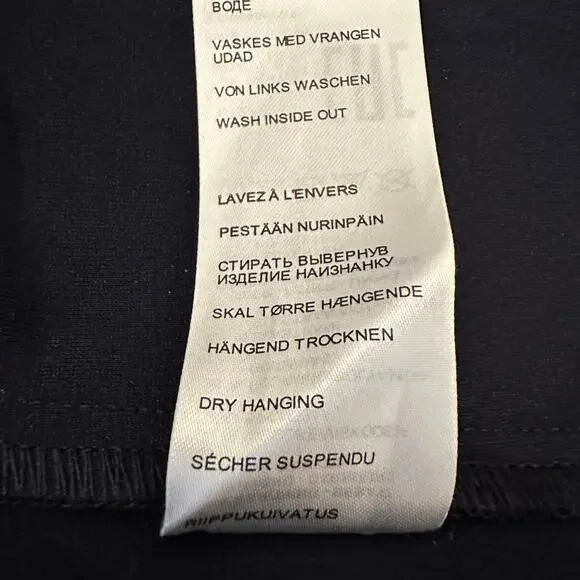 ВОДЕ
VASKES MED VRANGEN
UDAD
VON LINKS WASCHEN
WASH INSIDE OUT
LAVEZ À L'ENVERS
PESTÄÄN NURINPÄIN
СТИРАТЬ ВЫВЕРНУВ
ИЗДЕЛИЕ НАИЗНАНКУ
SKAL TØRRE HÆNGENDE
HÄNGEND TROCKNEN
DRY HANGING
SÉCHER SUSPENDU
RIIPPUKUIVATUS